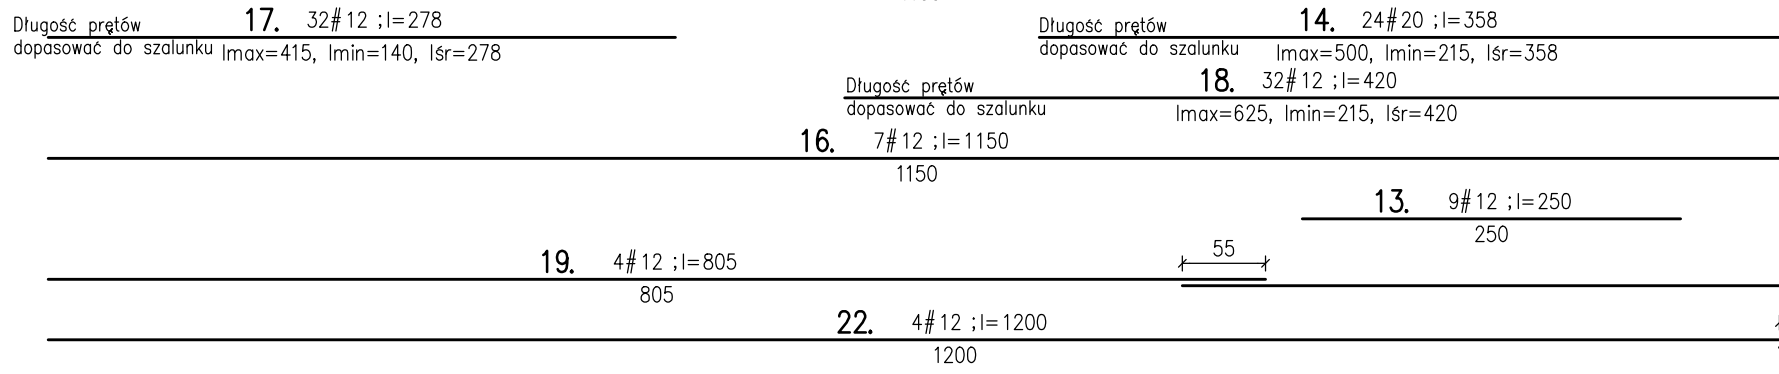 17. 32#12 ;l=278
Długość prętów
dopasować do szalunku
lmax=415, lmin=140, lśr=278
14. 24#20 ;l=358
Długość prętów
dopasować do szalunku
lmax=500, lmin=215, lśr=358
18. 32#12 ;l=420
Długość prętów
dopasować do szalunku
lmax=625, lmin=215, lśr=420
16. 7#12 ;l=1150
1150
13. 9#12 ;l=250
250
19. 4#12 ;l=805
55
805
22. 4#12 ;l=1200
1200